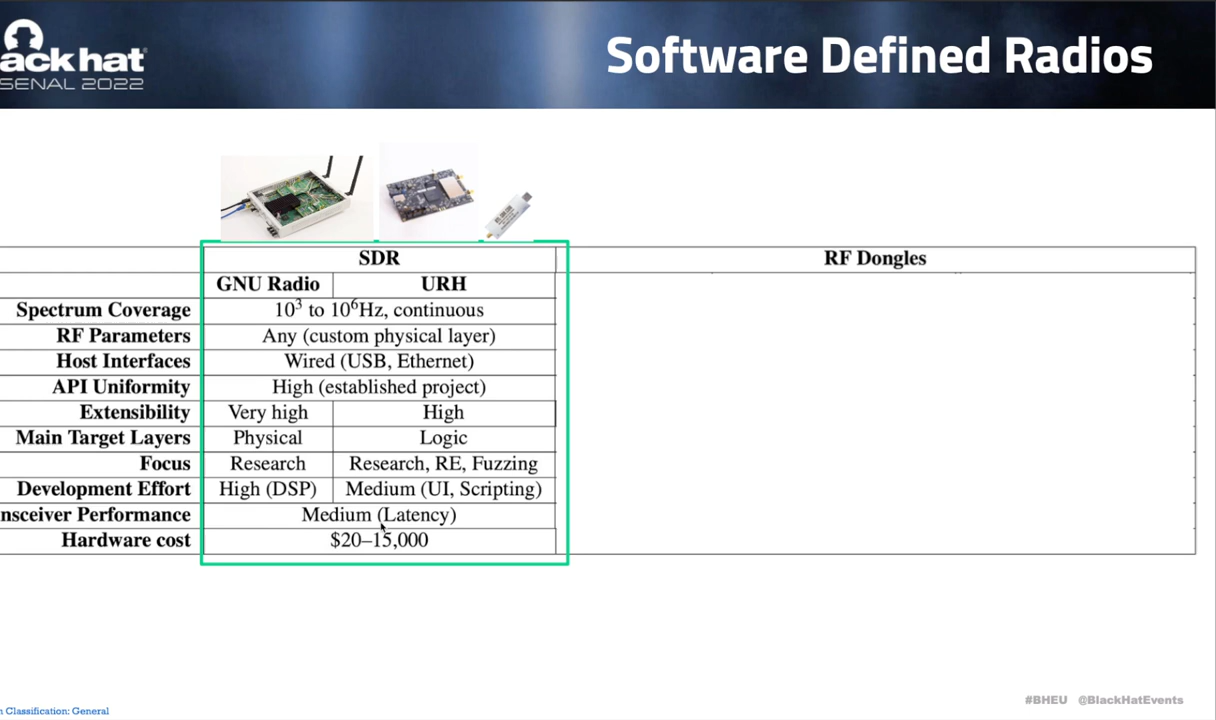 ack hat
SENAL 2022
Software Defined Radios
SDR RF Dongles
GNU Radio URH
Spectrum Coverage 10³ to 10⁶Hz, continuous
RF Parameters Any (custom physical layer)
Host Interfaces Wired (USB, Ethernet)
API Uniformity High (established project)
Extensibility Very high High
Main Target Layers Physical Logic
Focus Research Research, RE, Fuzzing
Development Effort High (DSP) Medium (UI, Scripting)
nsceiver Performance Medium (Latency)
Hardware cost $20–15,000
#BHEU @BlackHatEvents
n Classification: General